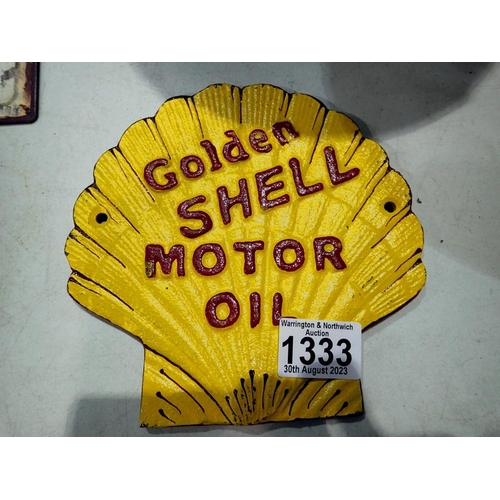 Golden
SHELL
MOTOR
OIL
Warrington & Northwich
Auction
1333
30th August 2023